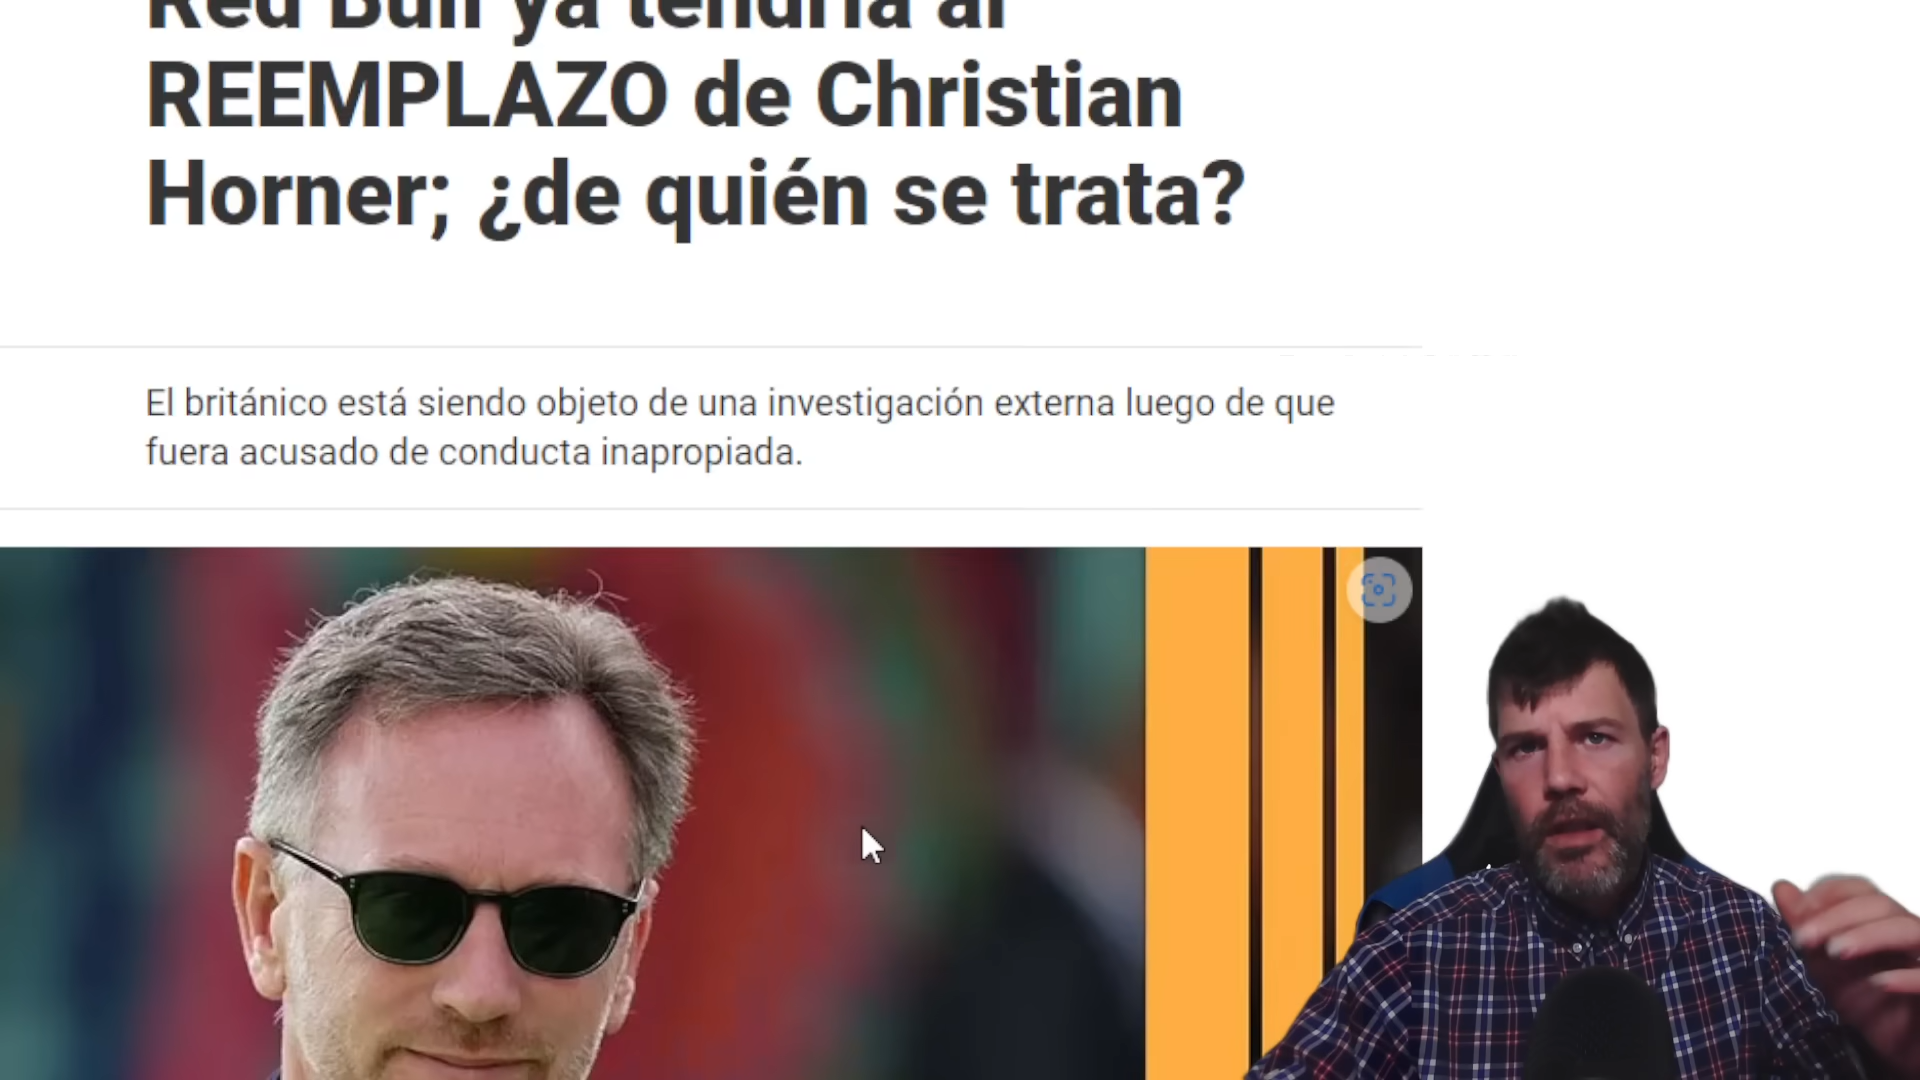 Red Bull ya tendría al
REEMPLAZO de Christian
Horner; ¿de quién se trata?
El británico está siendo objeto de una investigación externa luego de que
fuera acusado de conducta inapropiada.